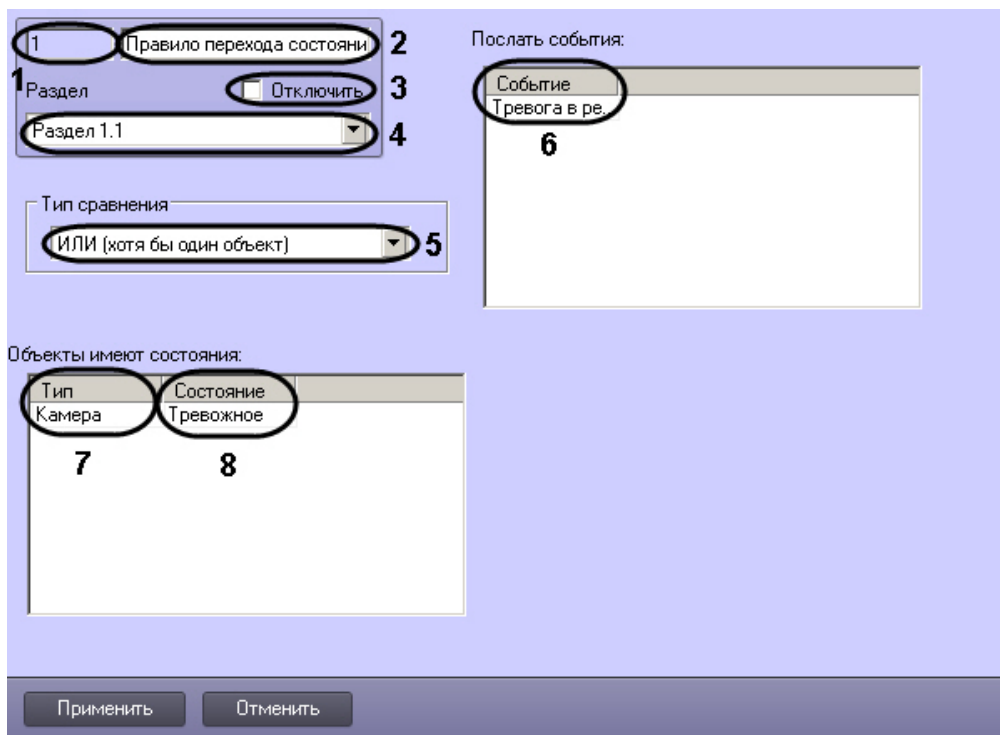 1 Правило перехода состояни 2
1
Раздел Отключить 3
Раздел 1.1 4
Тип сравнения
ИЛИ (хотя бы один объект) 5
Послать события:
Событие
Тревога в ре...
6
Объекты имеют состояния:
Тип Состояние
Камера Тревожное
7 8
Применить Отменить